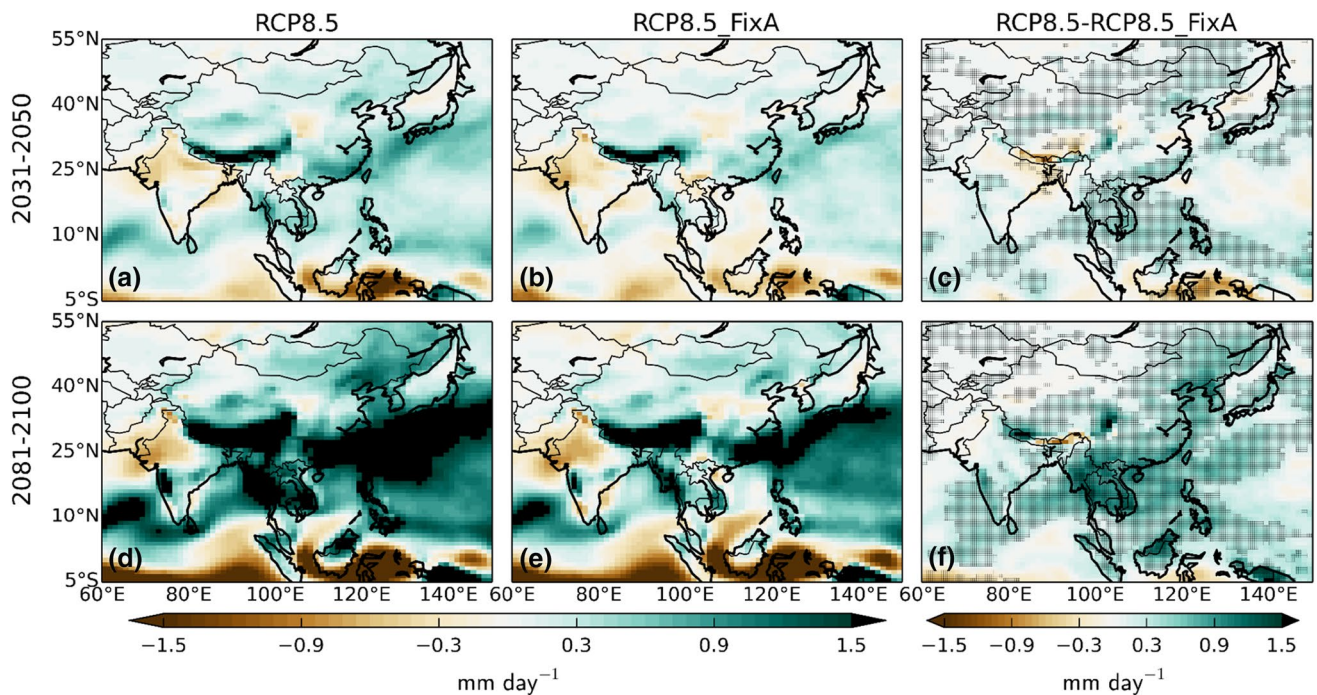 RCP8.5 RCP8.5_FixA RCP8.5-RCP8.5_FixA
2031-2050
55°N
40°N
25°N
10°N
5°S
(a) (b) (c)
2081-2100
55°N
40°N
25°N
10°N
5°S
(d) (e) (f)
60°E 80°E 100°E 120°E 140°E 60°E 80°E 100°E 120°E 140°E 60°E 80°E 100°E 120°E 140°E
−1.5 −0.9 −0.3 0.3 0.9 1.5 −1.5 −0.9 −0.3 0.3 0.9 1.5
mm day⁻¹ mm day⁻¹